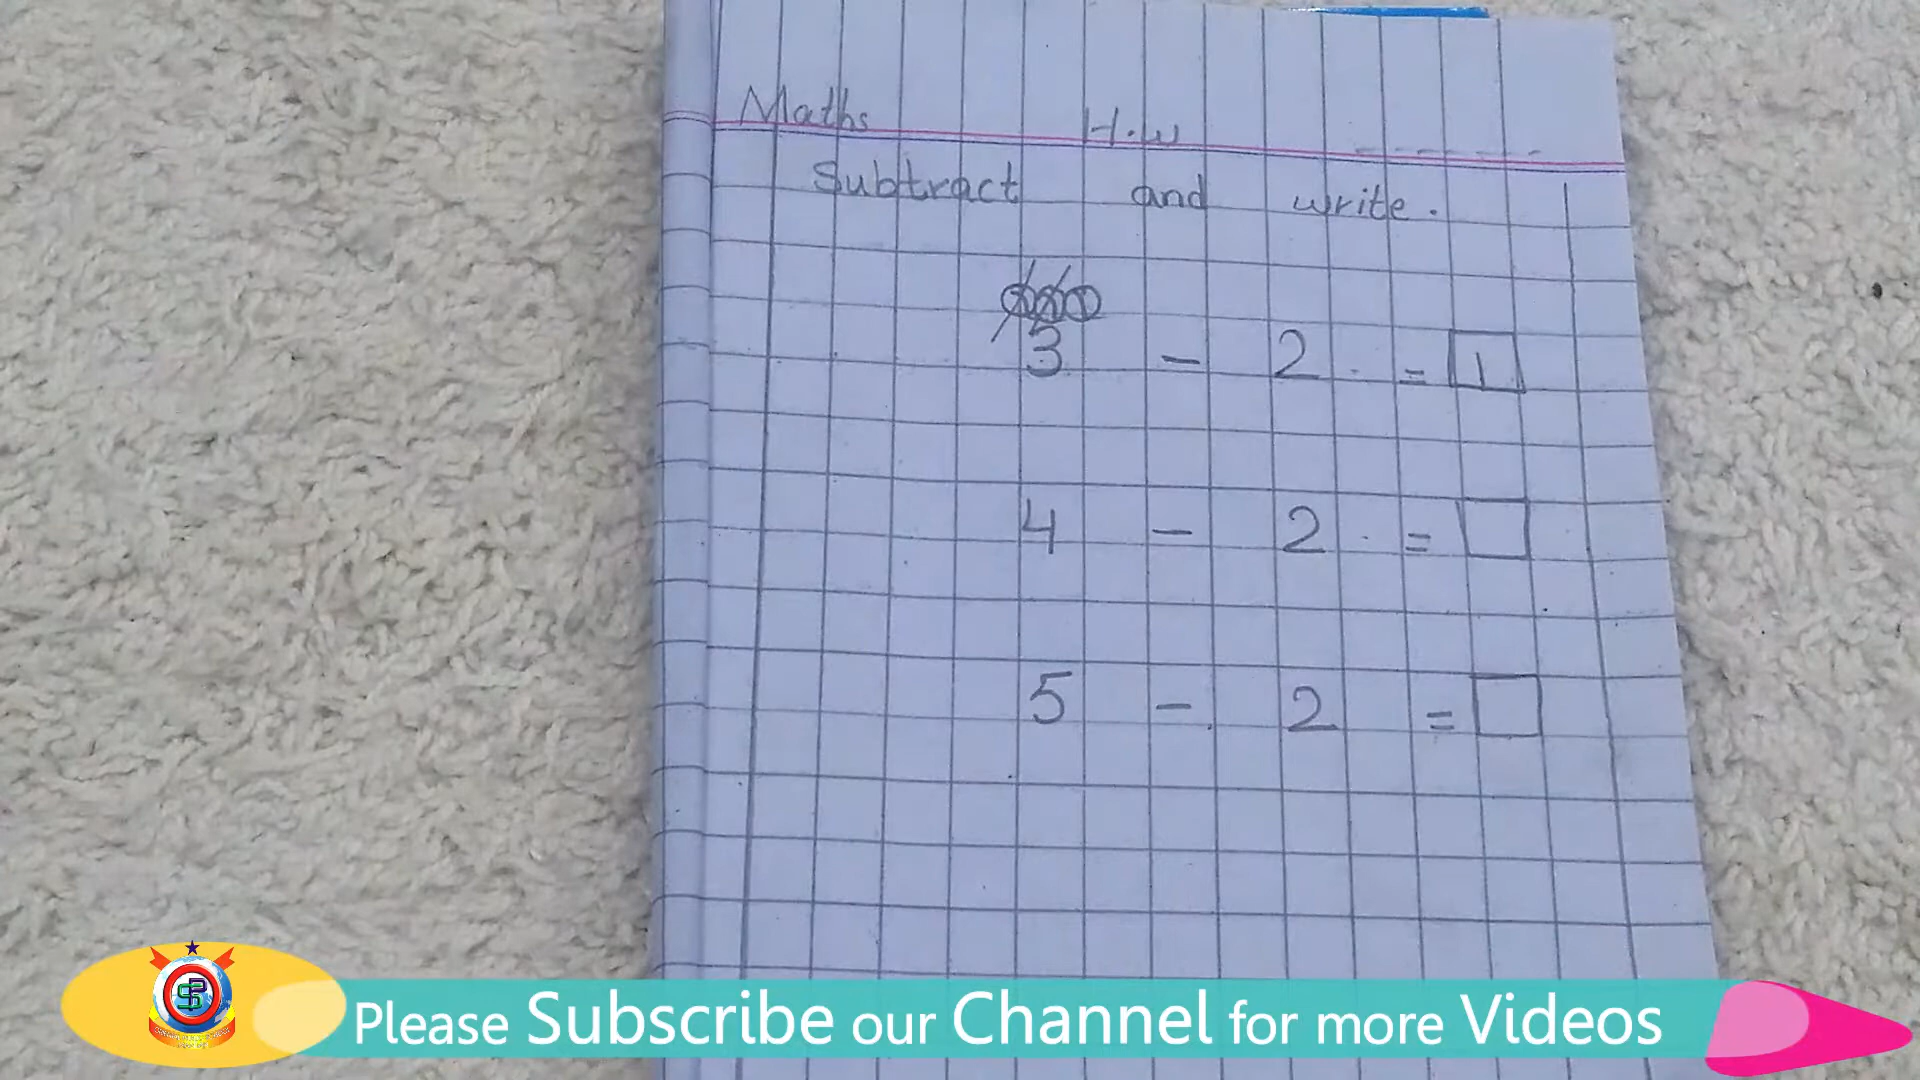 Maths H.W
Subtract and write.
3 - 2 = 1
4 - 2 =
5 - 2 =
Please Subscribe our Channel for more Videos